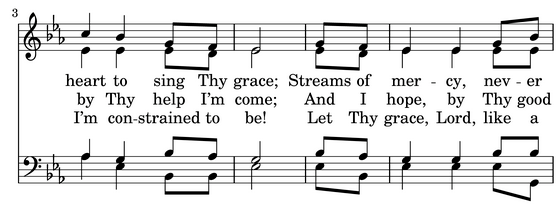 3
heart to sing Thy grace; Streams of mer - cy, nev - er
by Thy help I'm come; And I hope, by Thy good
I'm con-strained to be! Let Thy grace, Lord, like a